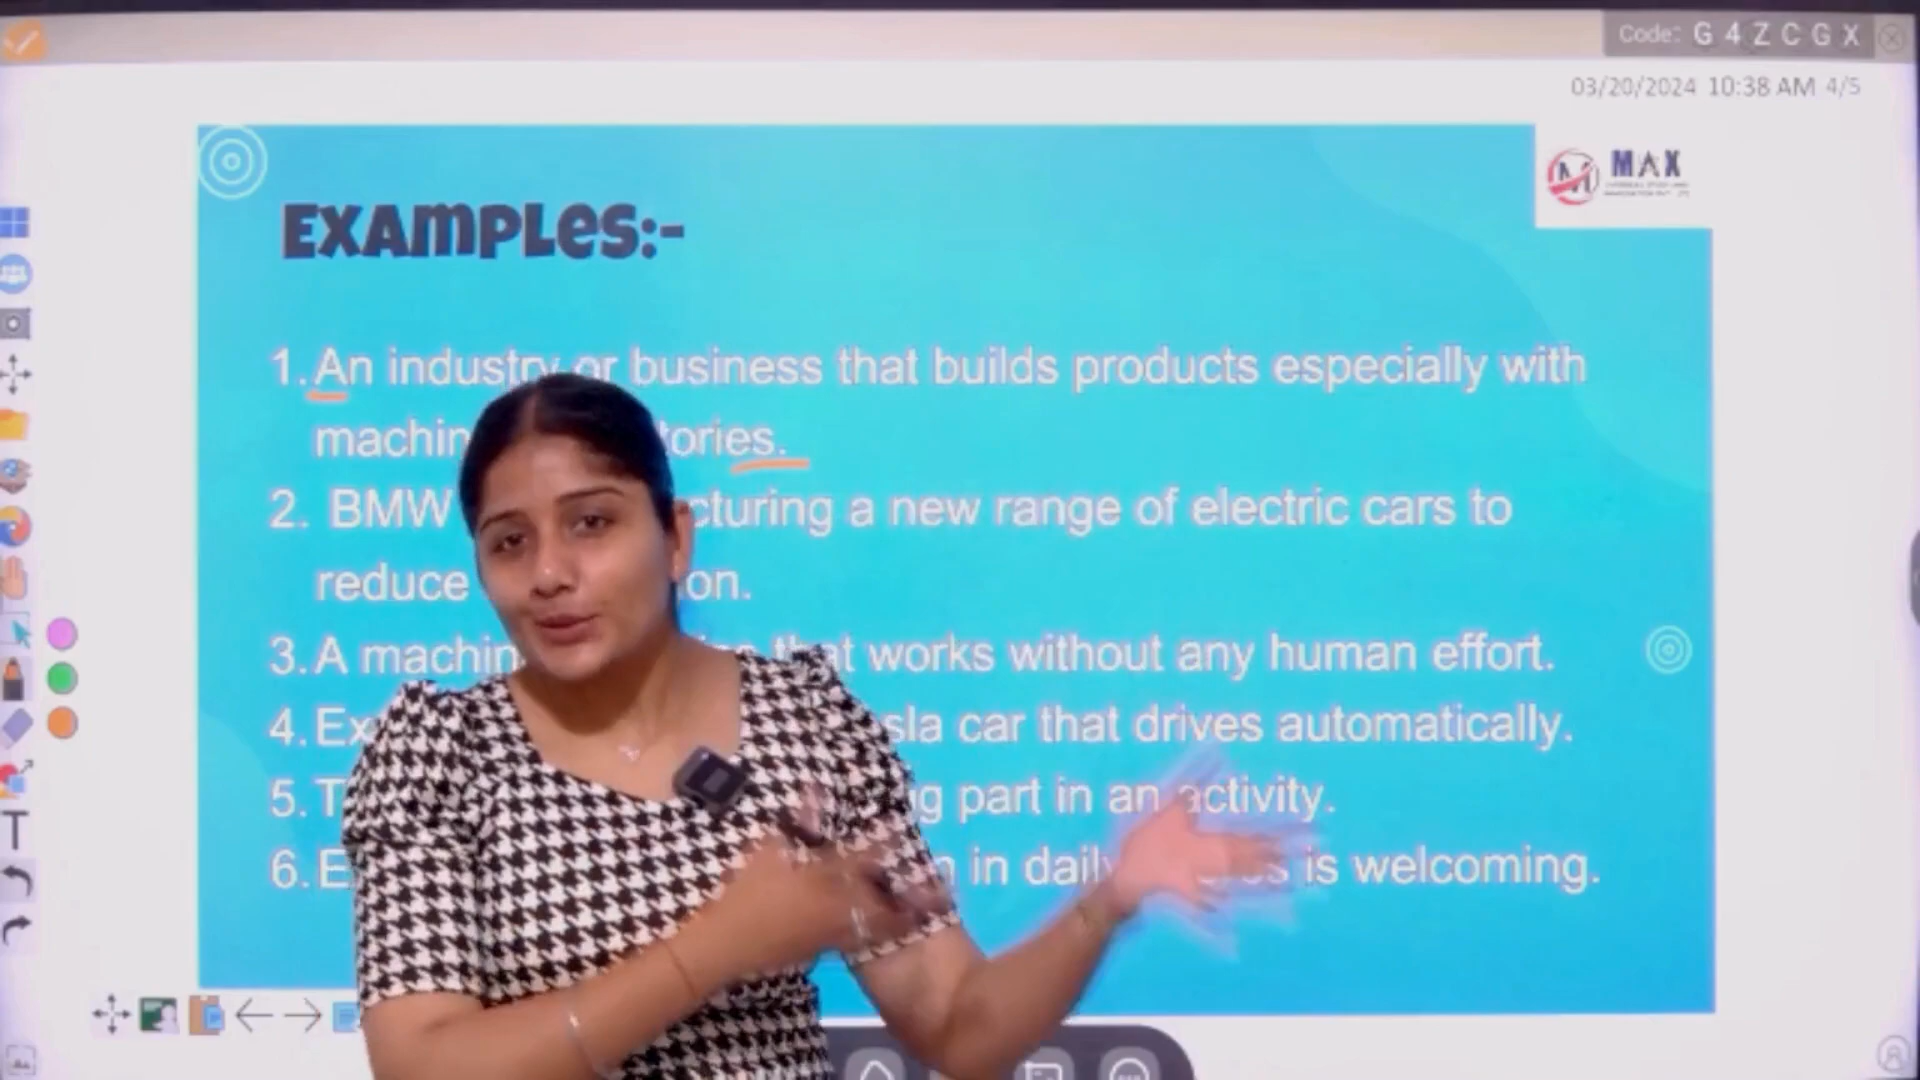 Code: G 4 Z C G X
03/20/2024 10:38 AM 4/5
MAX
Examples:-
1. An industry or business that builds products especially with
machin tories.
2. BMW cturing a new range of electric cars to
reduce on.
3. A machin that works without any human effort.
4. Ex sla car that drives automatically.
5. T g part in an activity.
6. E n in daily is welcoming.
T